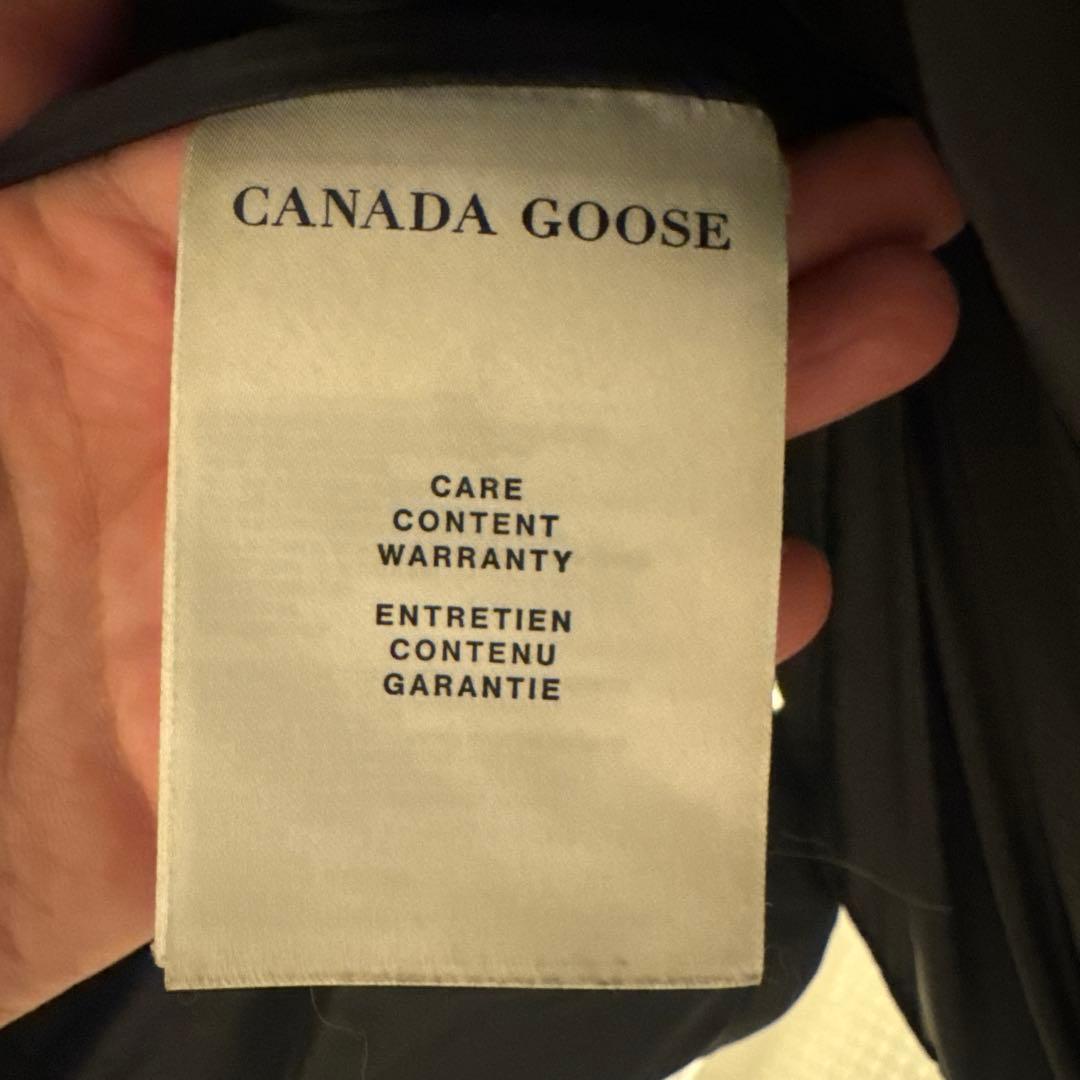 CANADA GOOSE
CARE
CONTENT
WARRANTY
ENTRETIEN
CONTENU
GARANTIE